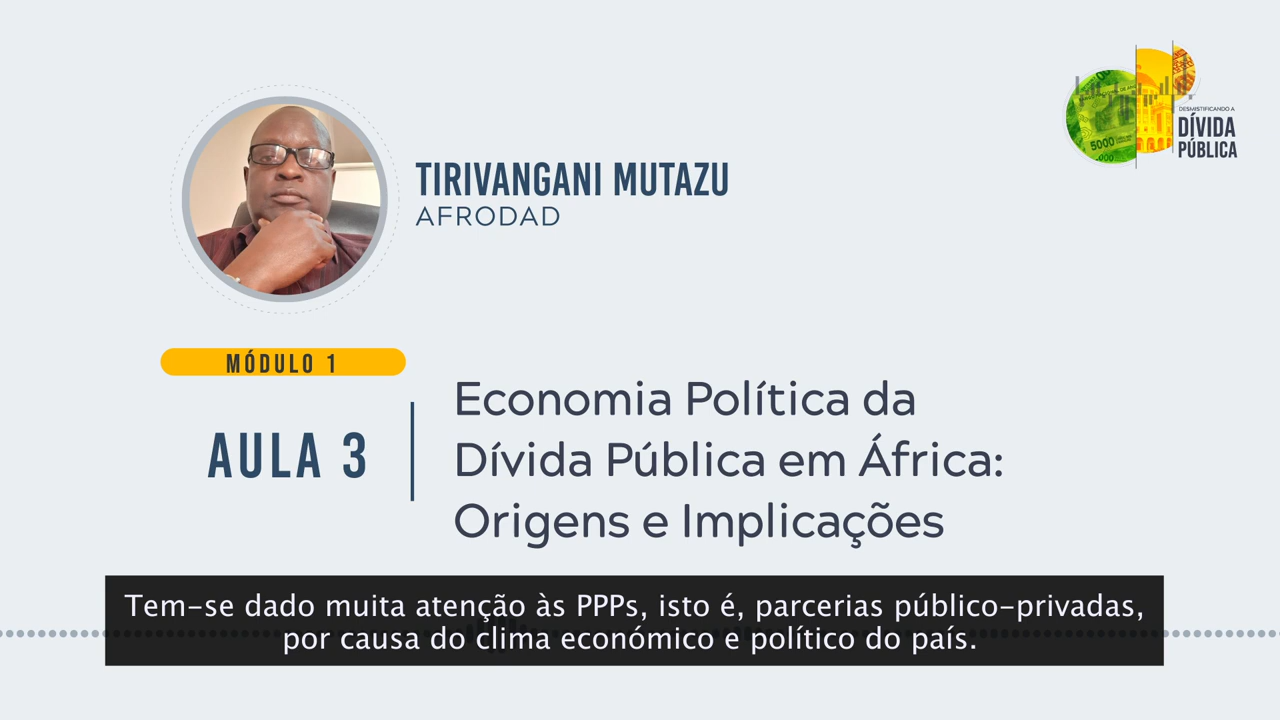 DESMISTIFICANDO A
DÍVIDA
PÚBLICA
5000
TIRIVANGANI MUTAZU
AFRODAD
MÓDULO 1
AULA 3
Economia Política da
Dívida Pública em África:
Origens e Implicações
Tem-se dado muita atenção às PPPs, isto é, parcerias público-privadas,
por causa do clima económico e político do país.